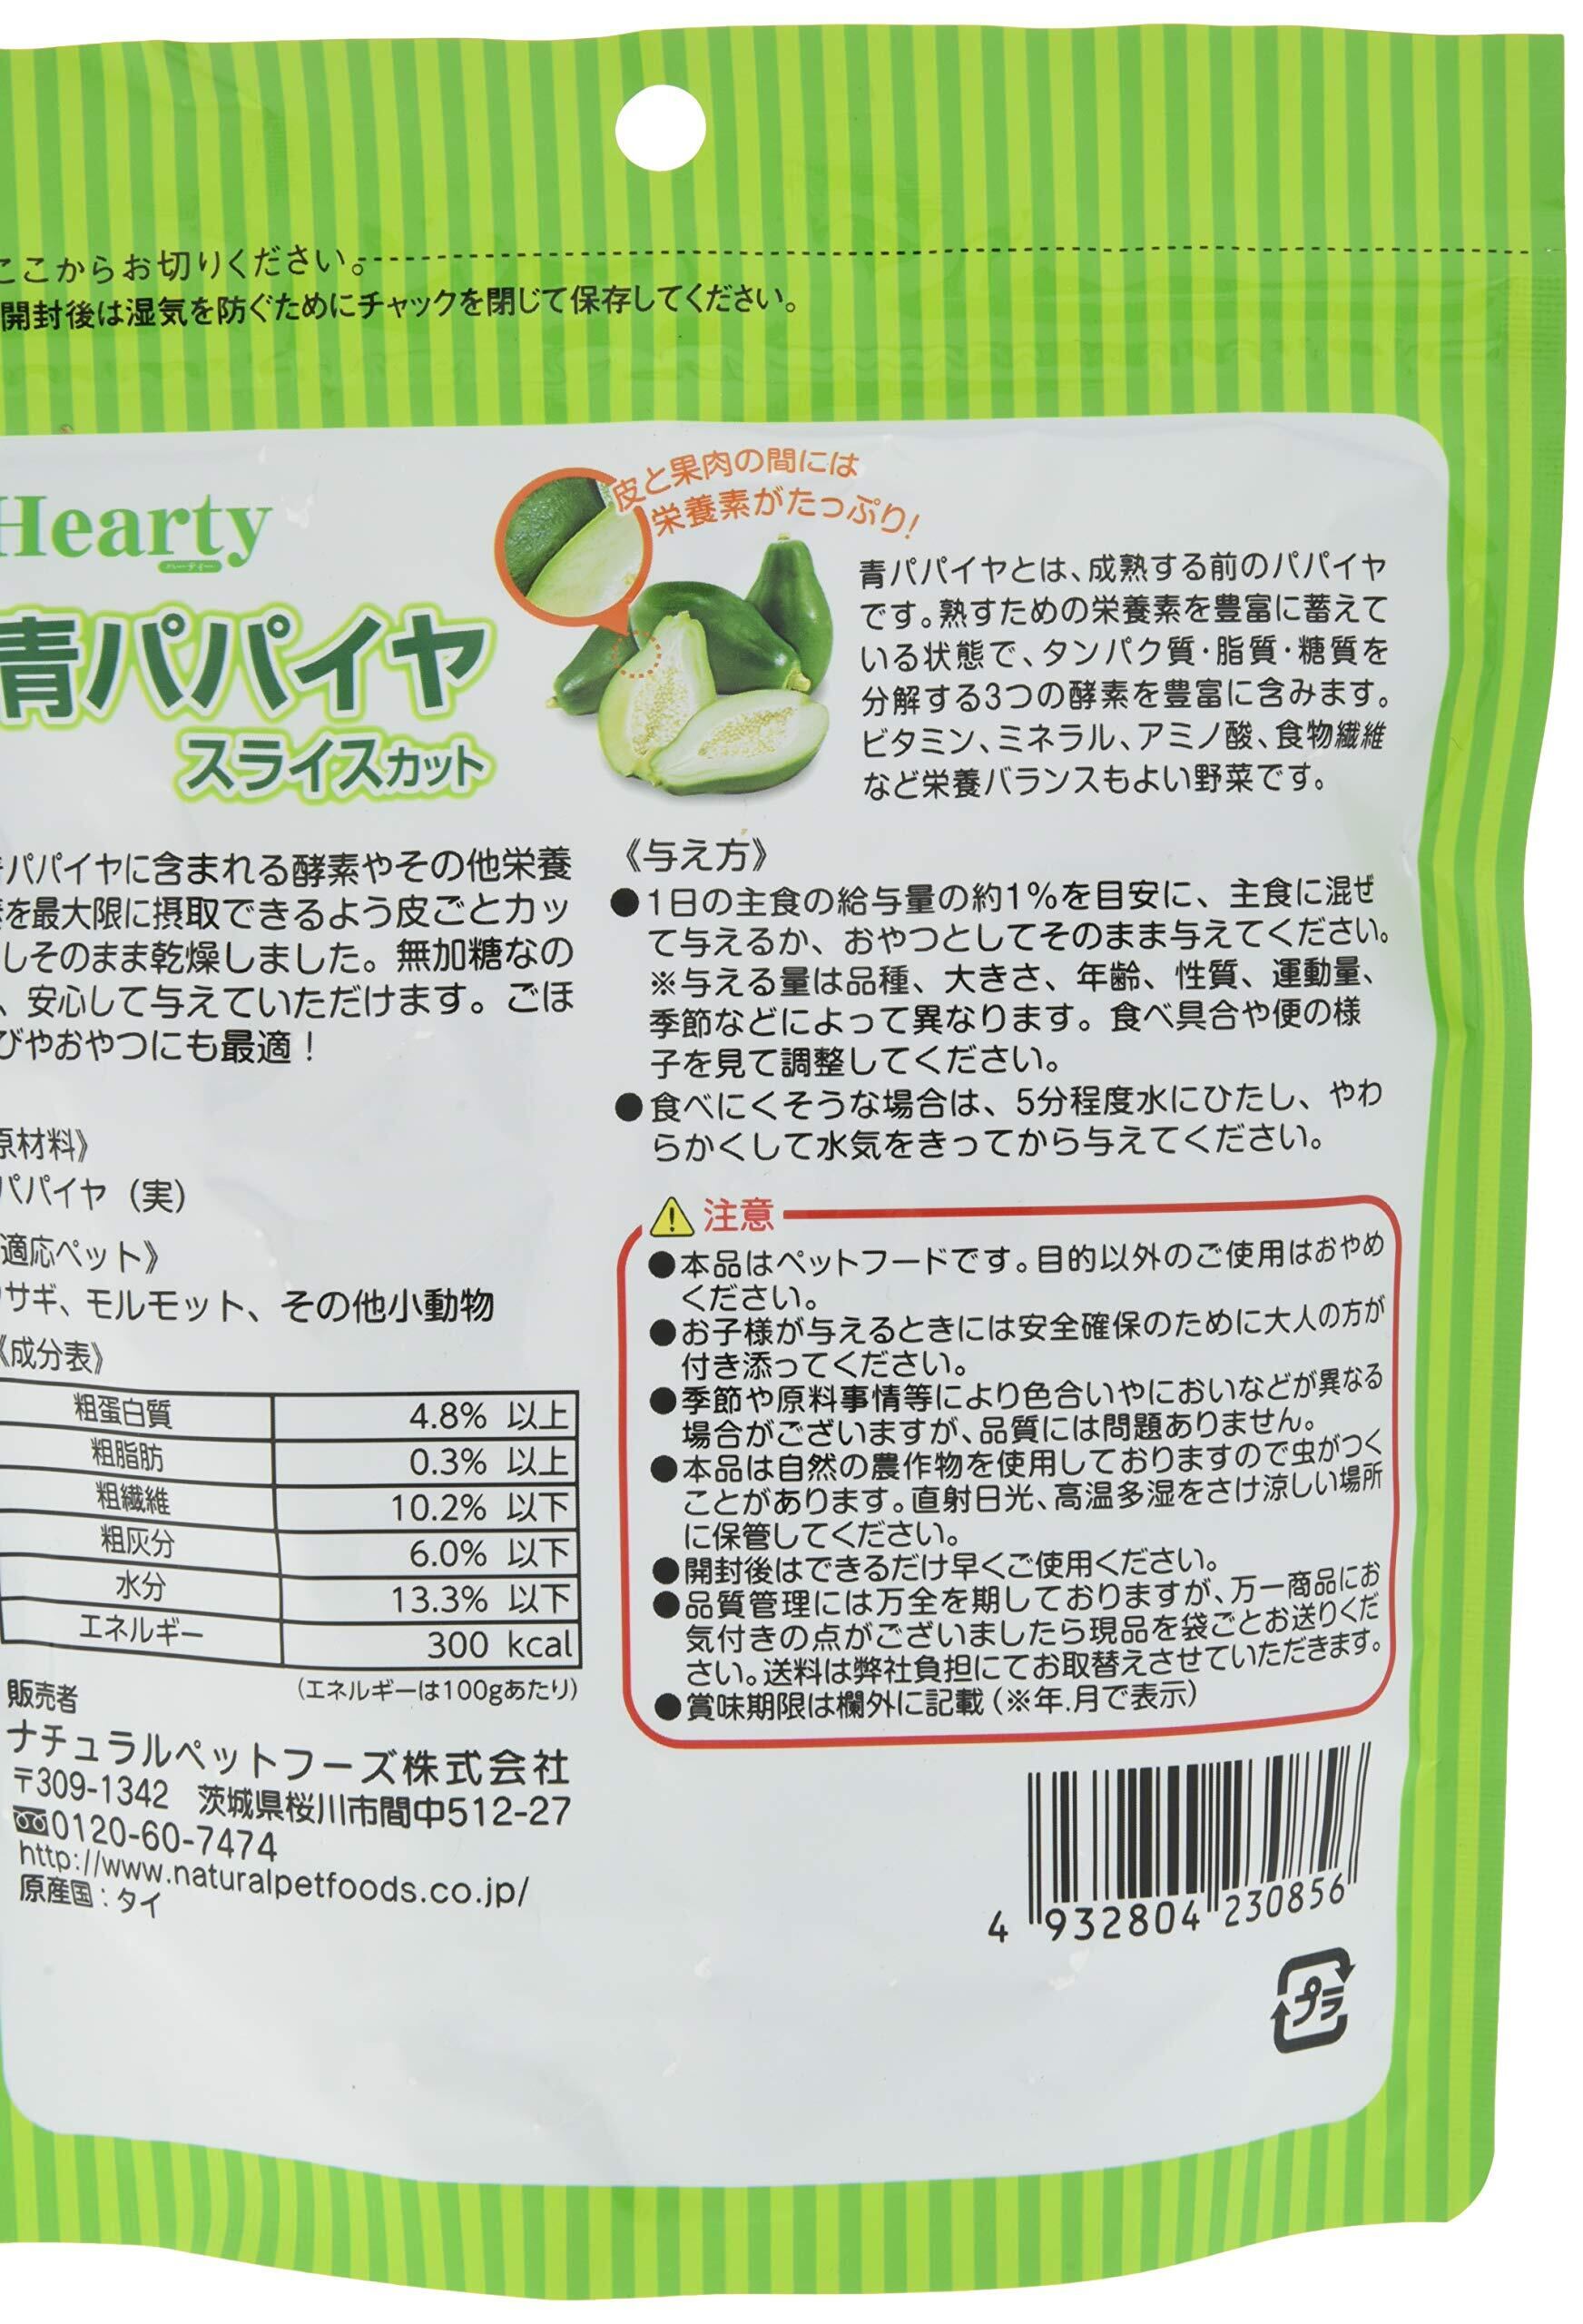 ここからお切りください。
開封後は湿気を防ぐためにチャックを閉じて保存してください。
Hearty
ハーティー
青パパイヤ
スライスカット
皮と果肉の間には
栄養素がたっぷり!
青パパイヤとは、成熟する前のパパイヤ
です。熟すための栄養素を豊富に蓄えて
いる状態で、タンパク質・脂質・糖質を
分解する3つの酵素を豊富に含みます。
ビタミン、ミネラル、アミノ酸、食物繊維
など栄養バランスもよい野菜です。
パパイヤに含まれる酵素やその他栄養
を最大限に摂取できるよう皮ごとカッ
しそのまま乾燥しました。無加糖なの
、安心して与えていただけます。ごほ
びやおやつにも最適!
原材料》
パパイヤ（実）
適応ペット》
サギ、モルモット、その他小動物
《成分表》
粗蛋白質 4.8% 以上
粗脂肪 0.3% 以上
粗繊維 10.2% 以下
粗灰分 6.0% 以下
水分 13.3% 以下
エネルギー 300 kcal
(エネルギーは100gあたり)
販売者
ナチュラルペットフーズ株式会社
〒309-1342 茨城県桜川市間中512-27
0120-60-7474
http://www.naturalpetfoods.co.jp/
原産国:タイ
《与え方》
●1日の主食の給与量の約1%を目安に、主食に混ぜ
て与えるか、おやつとしてそのまま与えてください。
※与える量は品種、大きさ、年齢、性質、運動量、
季節などによって異なります。食べ具合や便の様
子を見て調整してください。
●食べにくそうな場合は、5分程度水にひたし、やわ
らかくして水気をきってから与えてください。
注意
●本品はペットフードです。目的以外のご使用はおやめ
ください。
●お子様が与えるときには安全確保のために大人の方が
付き添ってください。
●季節や原料事情等により色合いやにおいなどが異なる
場合がございますが、品質には問題ありません。
●本品は自然の農作物を使用しておりますので虫がつく
ことがあります。直射日光、高温多湿をさけ涼しい場所
に保管してください。
●開封後はできるだけ早くご使用ください。
●品質管理には万全を期しておりますが、万一商品にお
気付きの点がございましたら現品を袋ごとお送りくだ
さい。送料は弊社負担にてお取替えさせていただきます。
●賞味期限は欄外に記載(※年.月で表示)
4 932804 230856
プラ